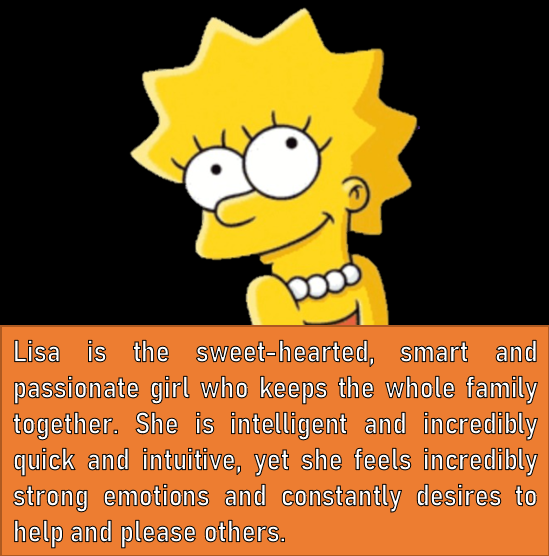 Lisa is the sweet-hearted, smart and
passionate girl who keeps the whole family
together. She is intelligent and incredibly
quick and intuitive, yet she feels incredibly
strong emotions and constantly desires to
help and please others.